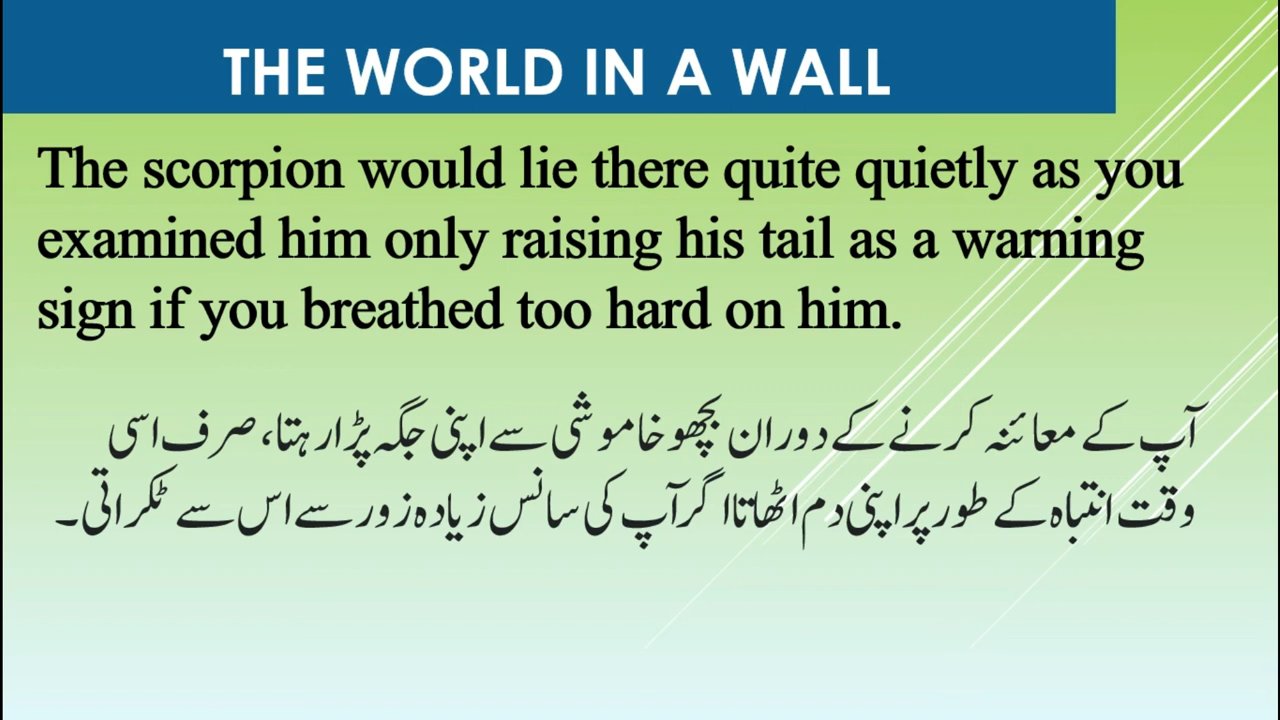 THE WORLD IN A WALL
The scorpion would lie there quite quietly as you
examined him only raising his tail as a warning
sign if you breathed too hard on him.
آپ کے معائنہ کرنے کے دوران بچھو خاموشی سے اپنی جگہ پڑا رہتا، صرف اسی
وقت انتباہ کے طور پر اپنی دم اٹھاتا اگر آپ کی سانس زیادہ زور سے اس سے ٹکراتی۔